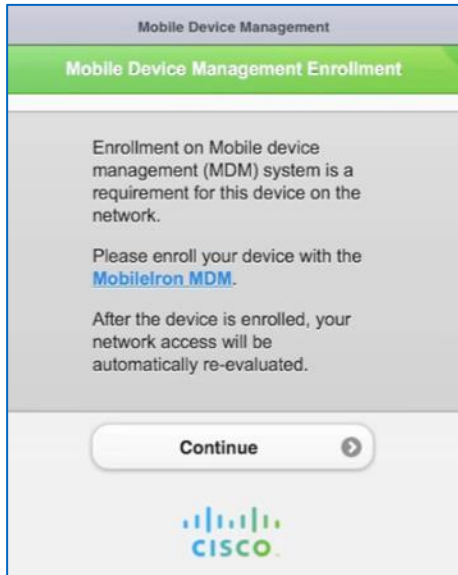 Mobile Device Management
Mobile Device Management Enrollment
Enrollment on Mobile device
management (MDM) system is a
requirement for this device on the
network.
Please enroll your device with the
MobileIron MDM.
After the device is enrolled, your
network access will be
automatically re-evaluated.
Continue
CISCO